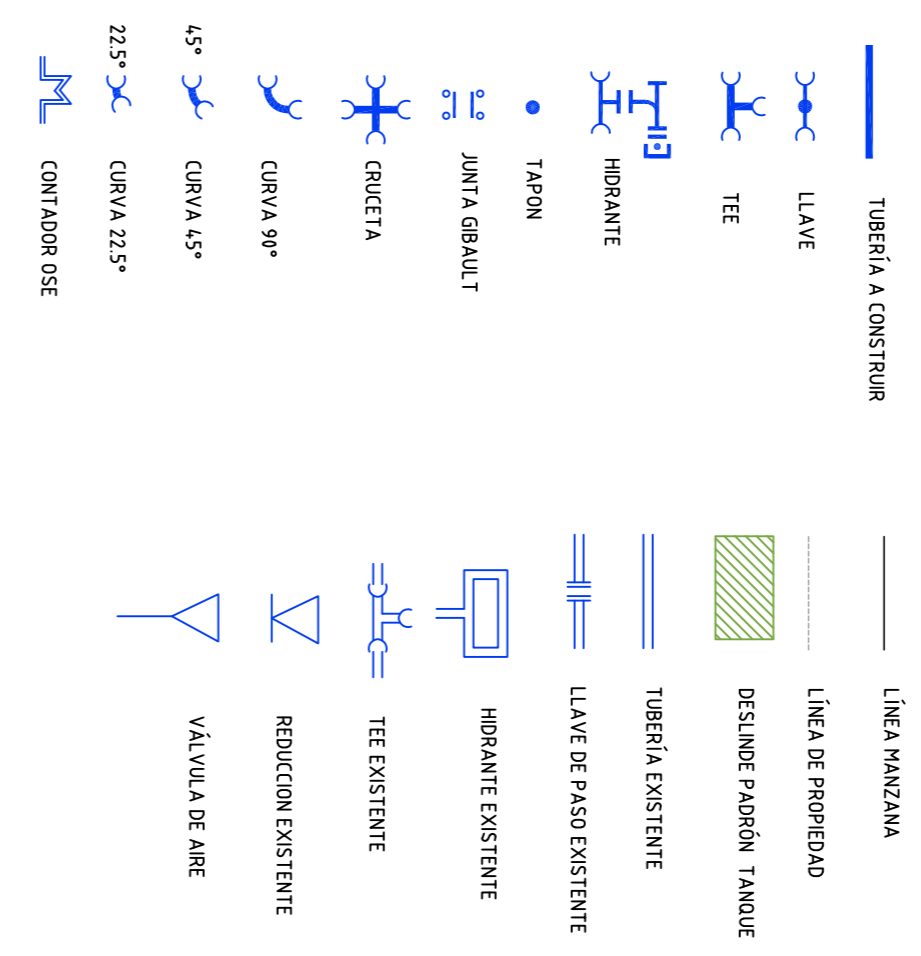 TUBERÍA A CONSTRUIR
LLAVE
TEE
HIDRANTE
TAPON
JUNTA GIBAULT
CRUCETA
CURVA 90°
45°
CURVA 45°
22.5°
CURVA 22.5°
CONTADOR OSE
LÍNEA MANZANA
LÍNEA DE PROPIEDAD
DESLINDE PADRÓN TANQUE
TUBERÍA EXISTENTE
LLAVE DE PASO EXISTENTE
HIDRANTE EXISTENTE
TEE EXISTENTE
REDUCCION EXISTENTE
VÁLVULA DE AIRE